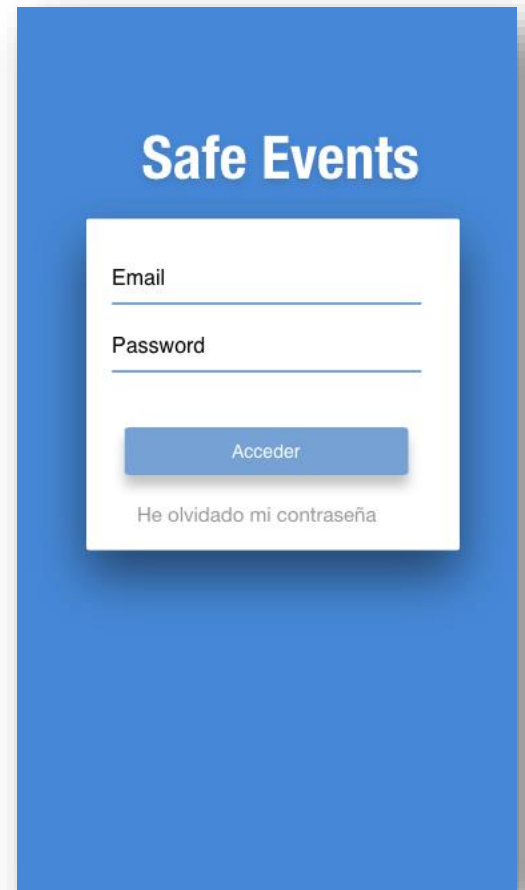 Safe Events
Email
Password
Acceder
He olvidado mi contraseña